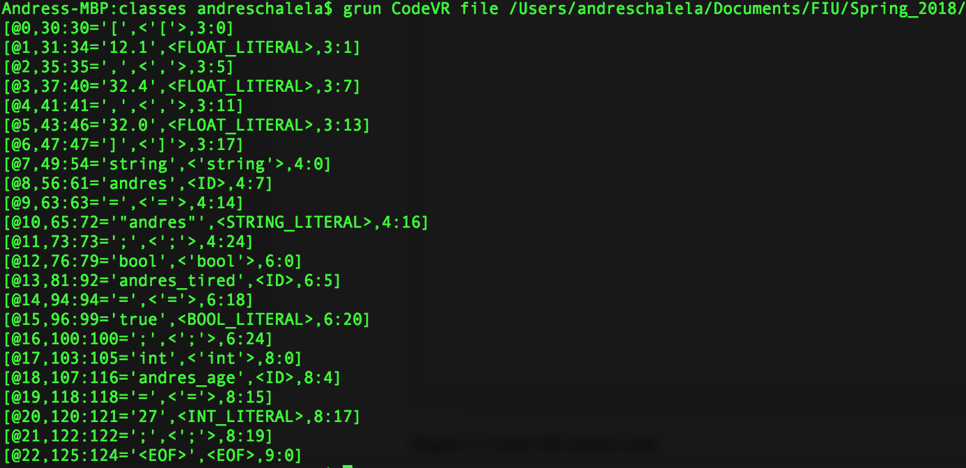 Andress-MBP:classes andreschalela$ grun CodeVR file /Users/andreschalela/Documents/FIU/Spring_2018/
[@0,30:30='[',<'['>,3:0]
[@1,31:34='12.1',<FLOAT_LITERAL>,3:1]
[@2,35:35=',',<','>,3:5]
[@3,37:40='32.4',<FLOAT_LITERAL>,3:7]
[@4,41:41=',',<','>,3:11]
[@5,43:46='32.0',<FLOAT_LITERAL>,3:13]
[@6,47:47=']',<']'>,3:17]
[@7,49:54='string',<'string'>,4:0]
[@8,56:61='andres',<ID>,4:7]
[@9,63:63='=',<'='>,4:14]
[@10,65:72='"andres"',<STRING_LITERAL>,4:16]
[@11,73:73=';',<';'>,4:24]
[@12,76:79='bool',<'bool'>,6:0]
[@13,81:92='andres_tired',<ID>,6:5]
[@14,94:94='=',<'='>,6:18]
[@15,96:99='true',<BOOL_LITERAL>,6:20]
[@16,100:100=';',<';'>,6:24]
[@17,103:105='int',<'int'>,8:0]
[@18,107:116='andres_age',<ID>,8:4]
[@19,118:118='=',<'='>,8:15]
[@20,120:121='27',<INT_LITERAL>,8:17]
[@21,122:122=';',<';'>,8:19]
[@22,125:124='<EOF>',<EOF>,9:0]